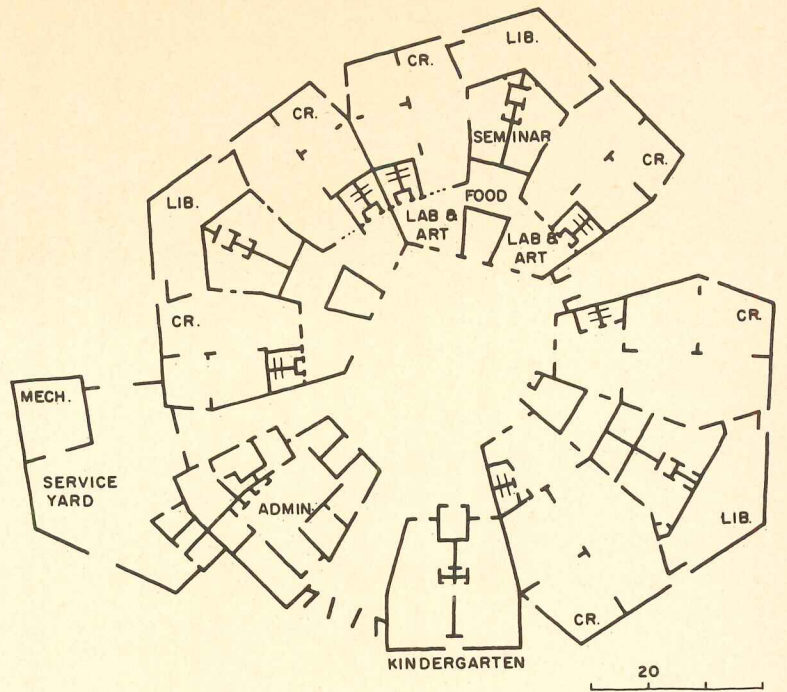 LIB.
CR.
CR.
SEMINAR
CR.
LIB.
FOOD
LAB &
ART
LAB &
ART
CR.
CR.
MECH.
SERVICE
YARD
ADMIN.
LIB.
CR.
KINDERGARTEN
20